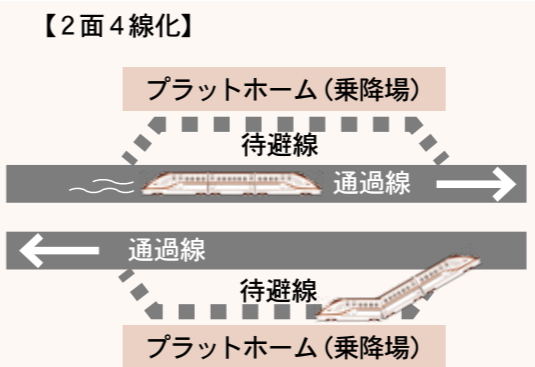 【2面4線化】
プラットホーム（乗降場）
待避線
通過線
通過線
待避線
プラットホーム（乗降場）